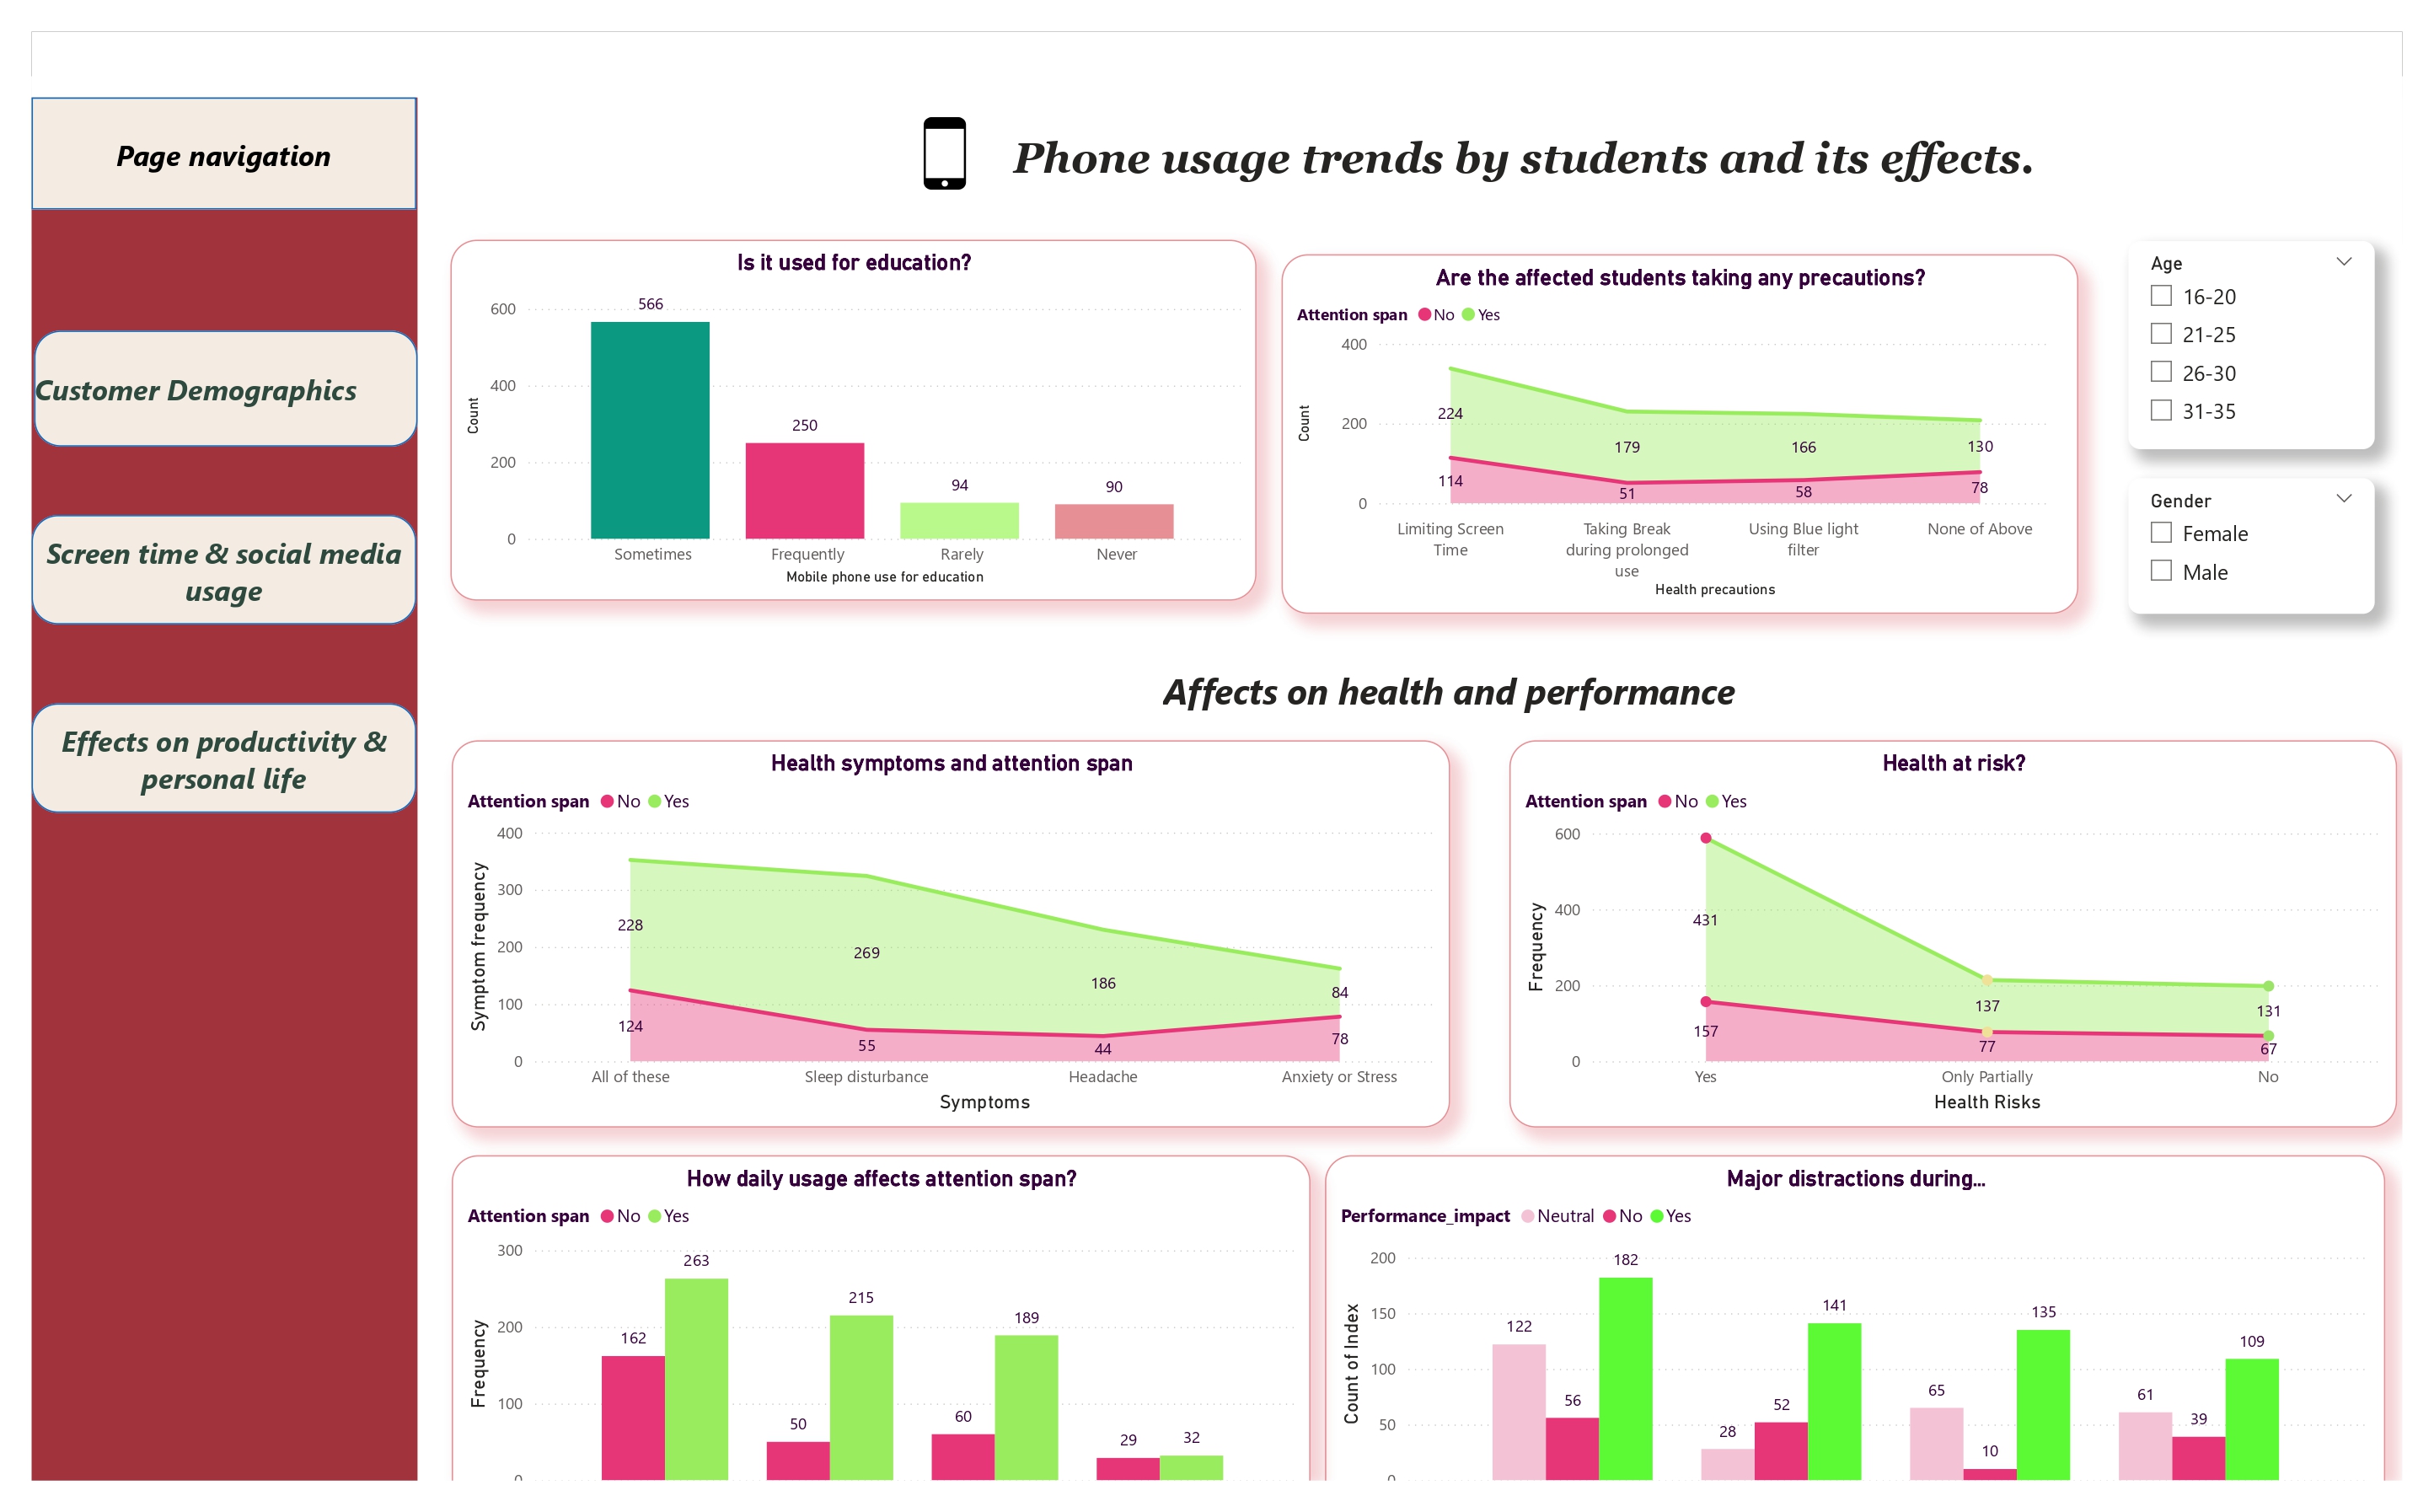 Page navigation
Customer Demographics
Screen time & social media
usage
Effects on productivity &
personal life
Phone usage trends by students and its effects.
Is it used for education?
Count
600
400
200
0
566
250
94
90
Sometimes Frequently Rarely Never
Mobile phone use for education
Are the affected students taking any precautions?
Attention span No Yes
Count
400
200
0
224 179 166 130
114 51 58 78
Limiting Screen
Time
Taking Break
during prolonged
use
Using Blue light
filter
None of Above
Health precautions
Age
16-20
21-25
26-30
31-35
Gender
Female
Male
Affects on health and performance
Health symptoms and attention span
Attention span No Yes
Symptom frequency
400
300
200
100
0
228 269 186 84
124 55 44 78
All of these Sleep disturbance Headache Anxiety or Stress
Symptoms
Health at risk?
Attention span No Yes
Frequency
600
400
200
0
431 137 131
157 77 67
Yes Only Partially No
Health Risks
How daily usage affects attention span?
Attention span No Yes
Frequency
300
200
100
0
162 263 50 215 60 189 29 32
Major distractions during...
Performance_impact Neutral No Yes
Count of Index
200
150
100
50
0
122 56 182 28 52 141 65 10 135 61 39 109